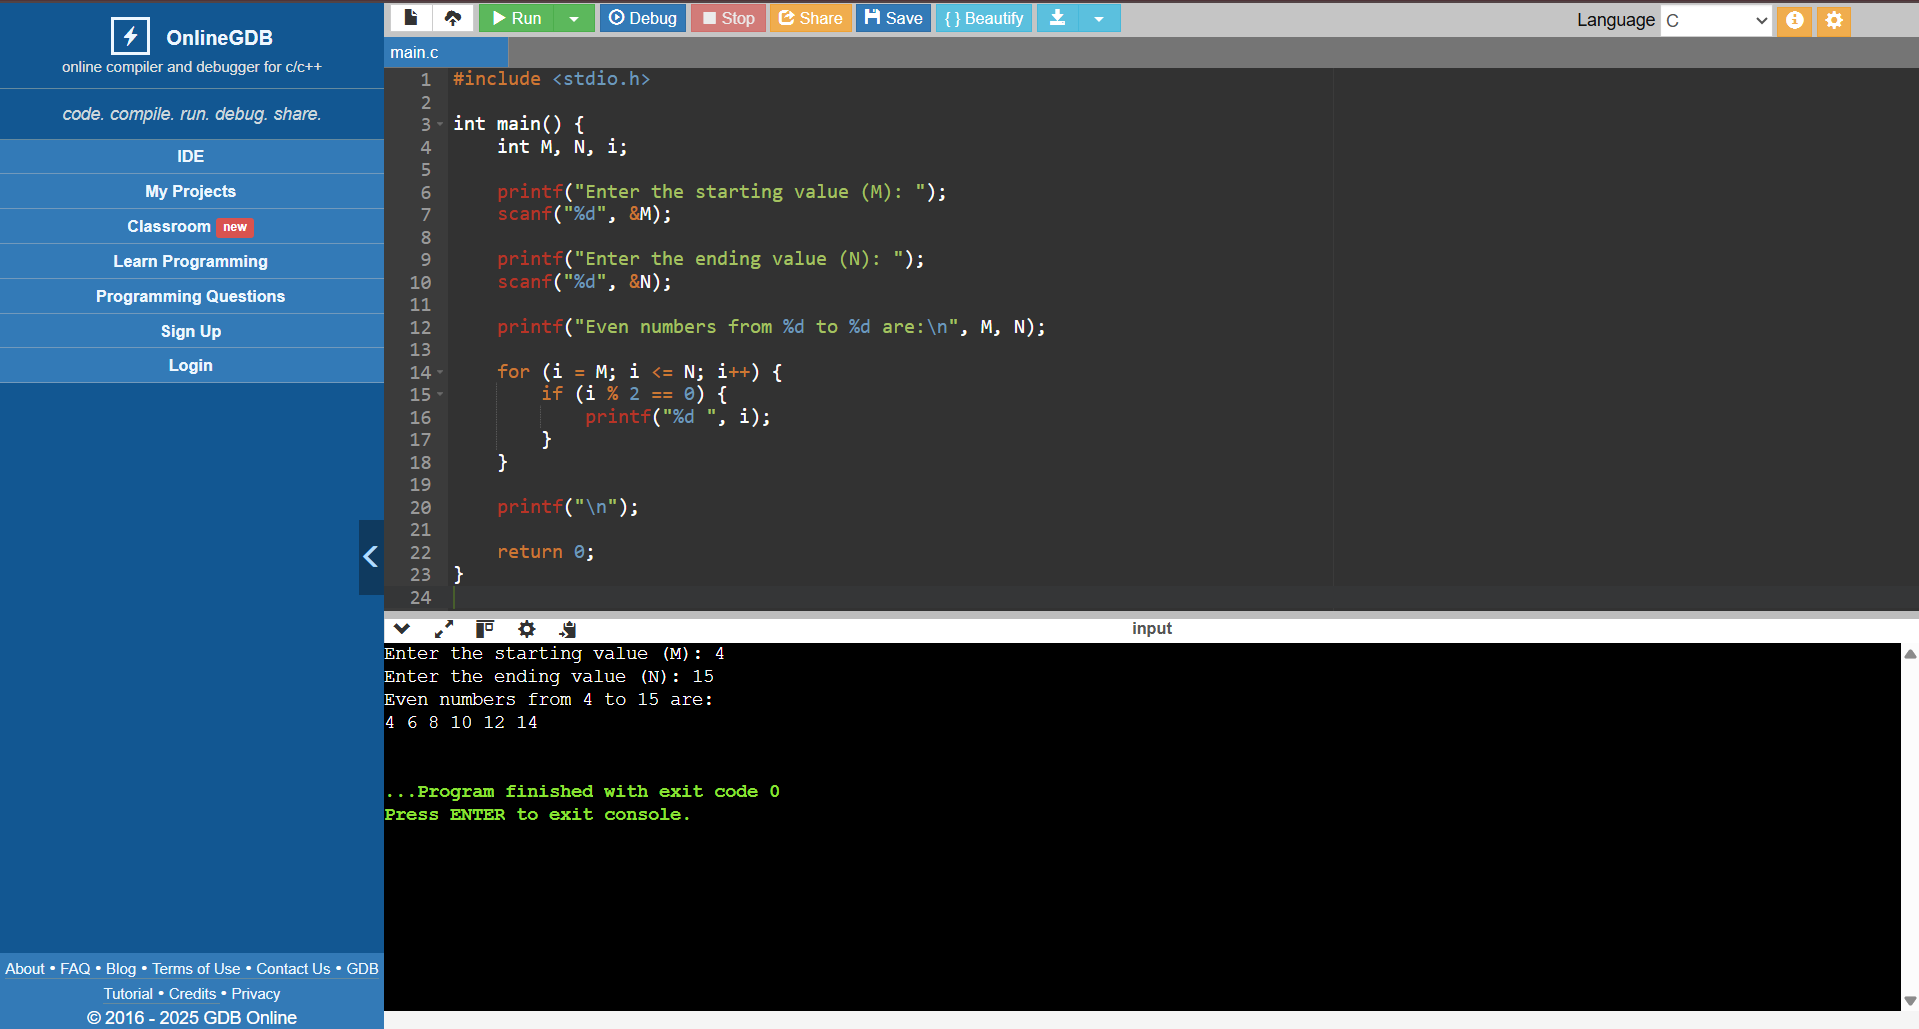 OnlineGDB
online compiler and debugger for c/c++
code. compile. run. debug. share.
IDE
My Projects
Classroom new
Learn Programming
Programming Questions
Sign Up
Login
About • FAQ • Blog • Terms of Use • Contact Us • GDB
Tutorial • Credits • Privacy
© 2016 - 2025 GDB Online
Run Debug Stop Share Save {} Beautify Language C
main.c
1 #include <stdio.h>
2
3 int main() {
4     int M, N, i;
5
6     printf("Enter the starting value (M): ");
7     scanf("%d", &M);
8
9     printf("Enter the ending value (N): ");
10     scanf("%d", &N);
11
12     printf("Even numbers from %d to %d are:\n", M, N);
13
14     for (i = M; i <= N; i++) {
15         if (i % 2 == 0) {
16             printf("%d ", i);
17         }
18     }
19
20     printf("\n");
21
22     return 0;
23 }
24
input
Enter the starting value (M): 4
Enter the ending value (N): 15
Even numbers from 4 to 15 are:
4 6 8 10 12 14
...Program finished with exit code 0
Press ENTER to exit console.